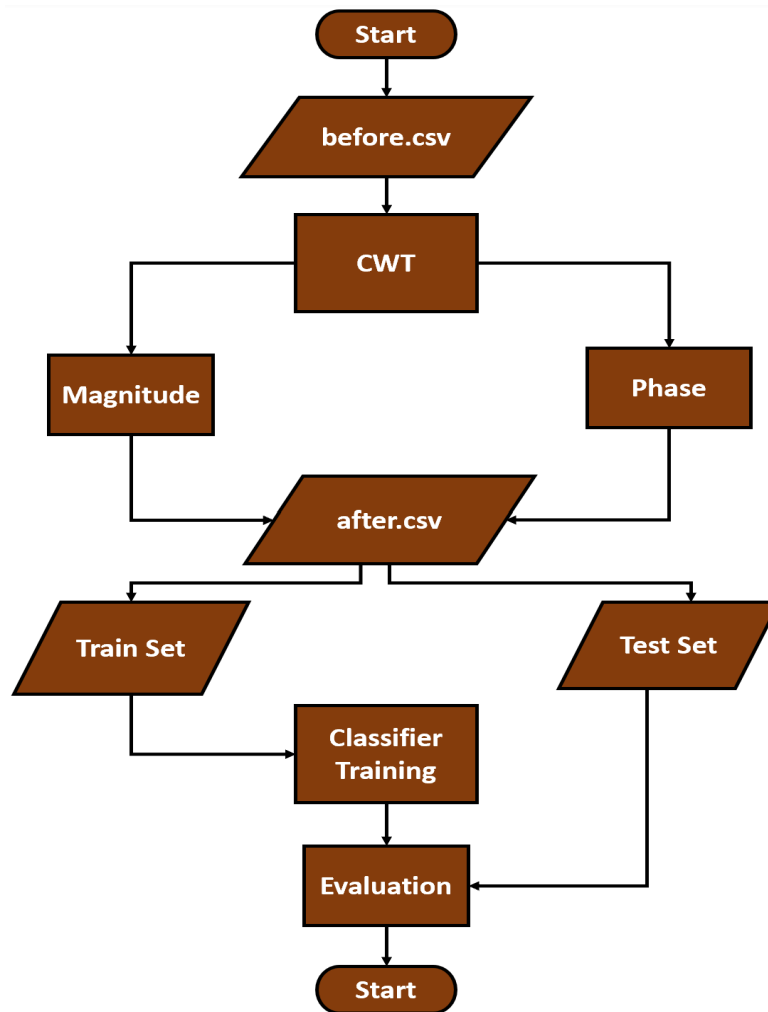 Start
before.csv
CWT
Magnitude
Phase
after.csv
Train Set
Test Set
Classifier
Training
Evaluation
Start